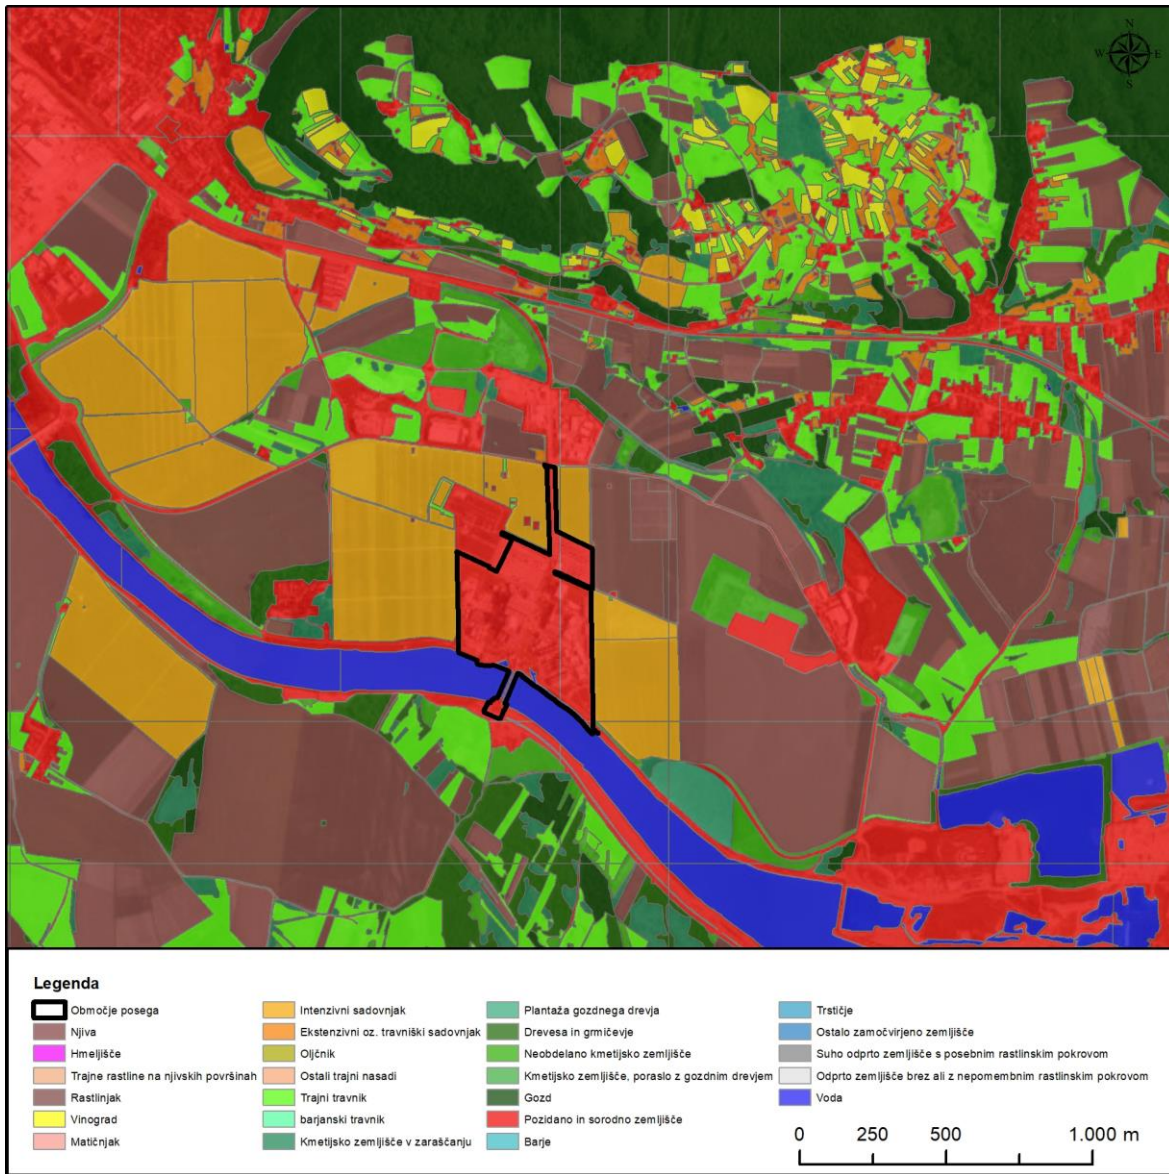 N
W E
S
Legenda
Območje posega
Njiva
Hmeljišče
Trajne rastline na njivskih površinah
Rastlinjak
Vinograd
Matičnjak
Intenzivni sadovnjak
Ekstenzivni oz. travniški sadovnjak
Oljčnik
Ostali trajni nasadi
Trajni travnik
barjanski travnik
Kmetijsko zemljišče v zaraščanju
Plantaža gozdnega drevja
Drevesa in grmičevje
Neobdelano kmetijsko zemljišče
Kmetijsko zemljišče, poraslo z gozdnim drevjem
Gozd
Pozidano in sorodno zemljišče
Barje
Trstičje
Ostalo zamočvirjeno zemljišče
Suho odprto zemljišče s posebnim rastlinskim pokrovom
Odprto zemljišče brez ali z nepomembnim rastlinskim pokrovom
Voda
0 250 500 1.000 m